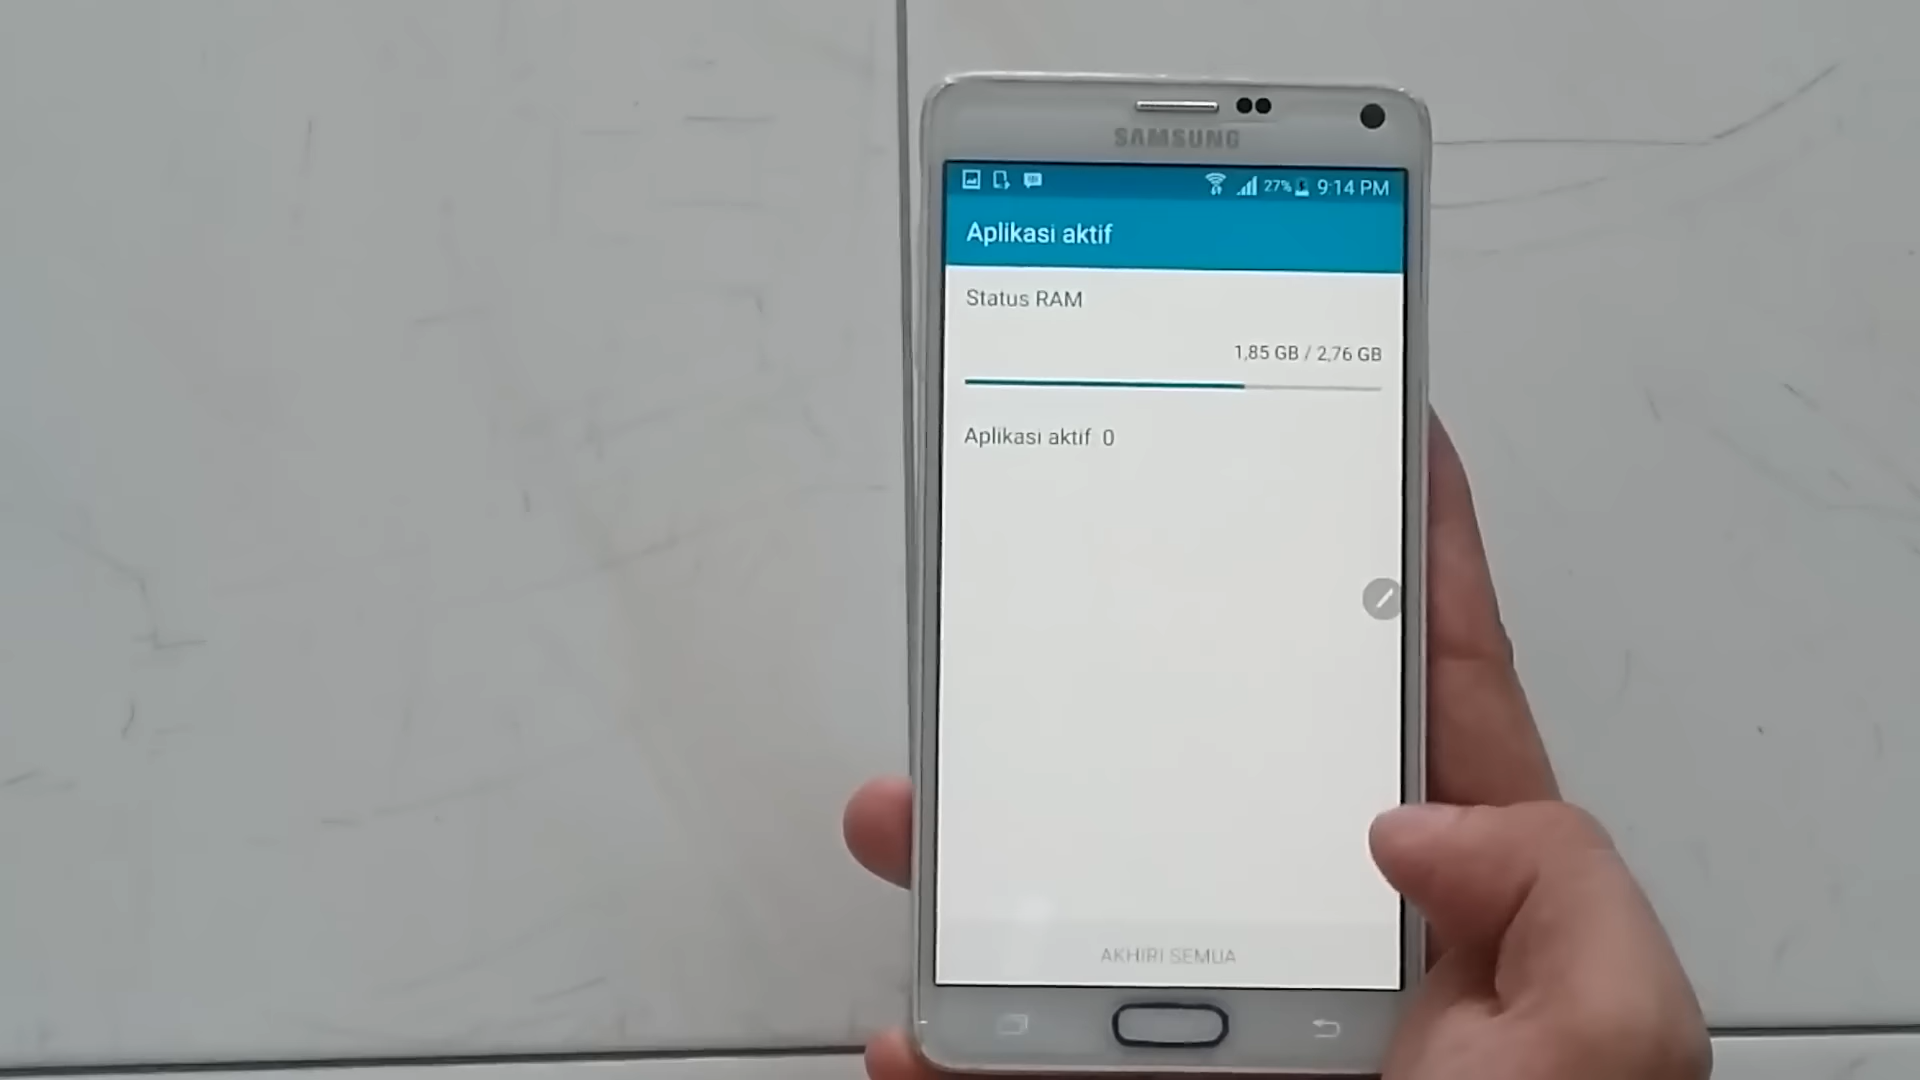 SAMSUNG
27% 9:14 PM
Aplikasi aktif
Status RAM
1,85 GB / 2,76 GB
Aplikasi aktif 0
AKHIRI SEMUA